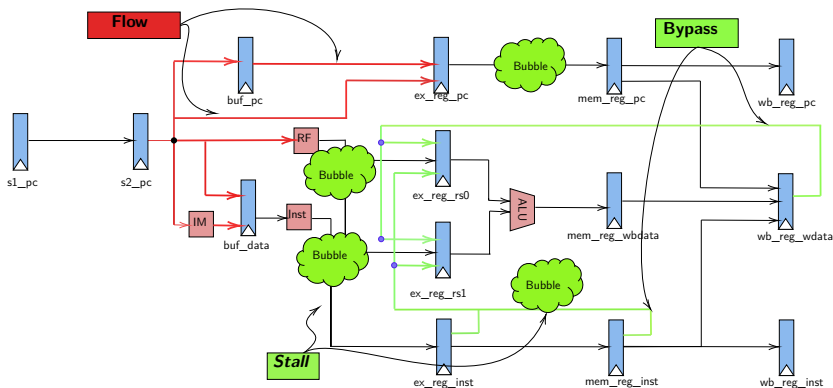 Flow
Bypass
Bubble
buf_pc
ex_reg_pc
mem_reg_pc
wb_reg_pc
RF
s1_pc
s2_pc
Bubble
ex_reg_rs0
ALU
IM
Inst
buf_data
mem_reg_wbdata
wb_reg_wdata
Bubble
Bubble
ex_reg_rs1
Stall
ex_reg_inst
mem_reg_inst
wb_reg_inst